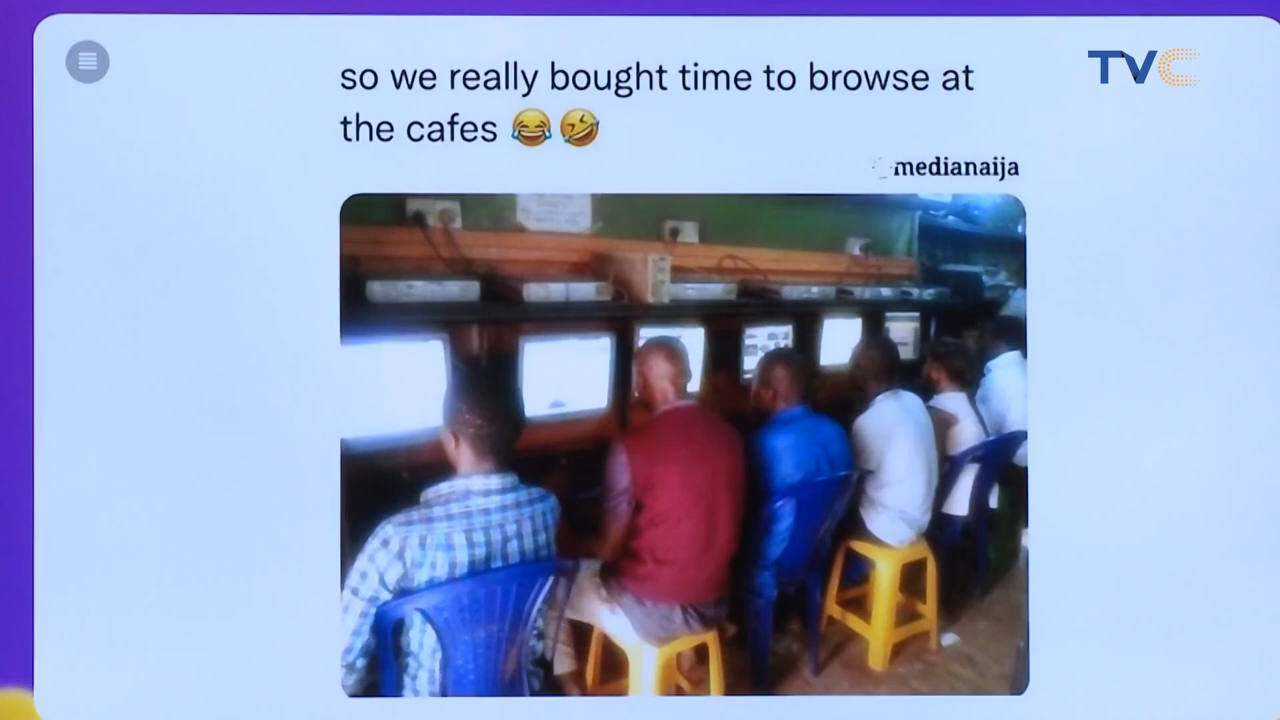 so we really bought time to browse at
the cafes 😂🤣
TVC
medianaija